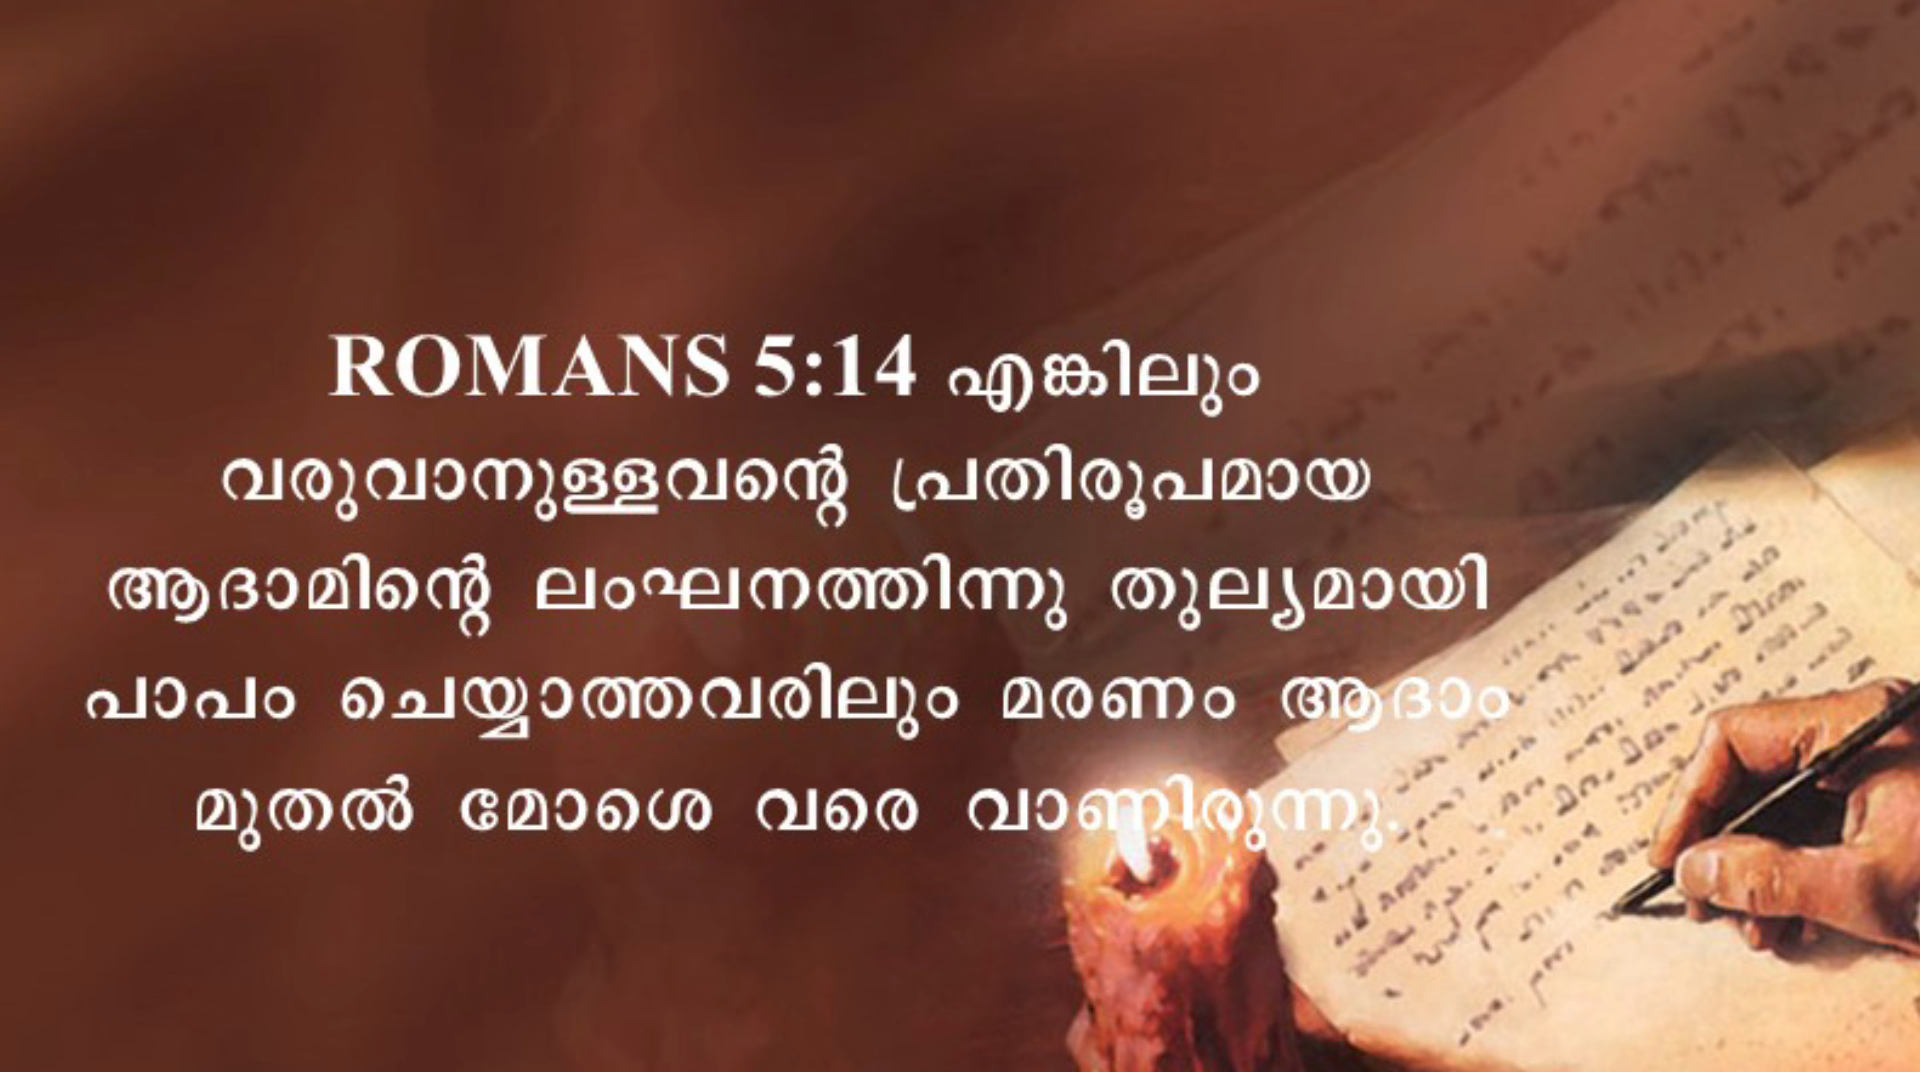 ROMANS 5:14 എങ്കിലും
വരുവാനുള്ളവന്റെ പ്രതിരൂപമായ
ആദാമിന്റെ ലംഘനത്തിന്നു തുല്യമായി
പാപം ചെയ്യാത്തവരിലും മരണം ആദാം
മുതൽ മോശെ വരെ വാണിരുന്നു.